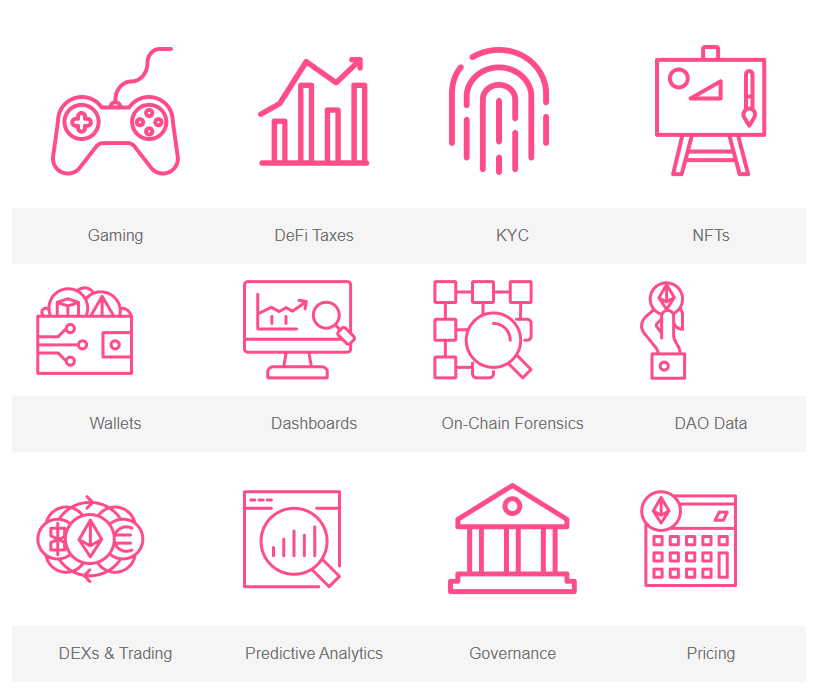 Gaming
DeFi Taxes
KYC
NFTs
Wallets
Dashboards
On-Chain Forensics
DAO Data
DEXs & Trading
Predictive Analytics
Governance
Pricing